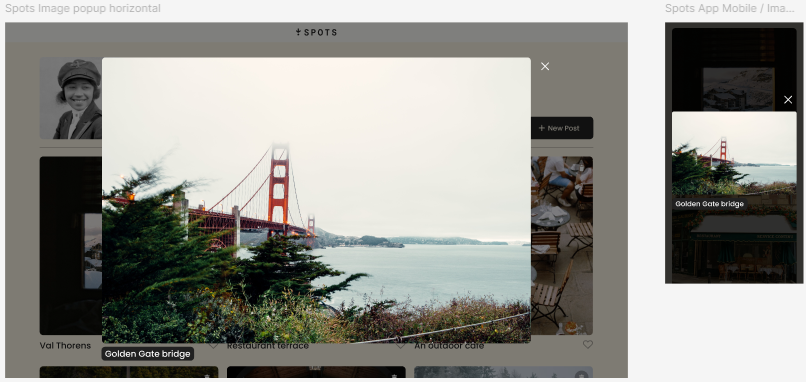 Spots Image popup horizontal
Spots App Mobile / Ima...
SPOTS
+ New Post
Val Thorens
Restaurant terrace
An outdoor cafe
Golden Gate bridge
Golden Gate bridge